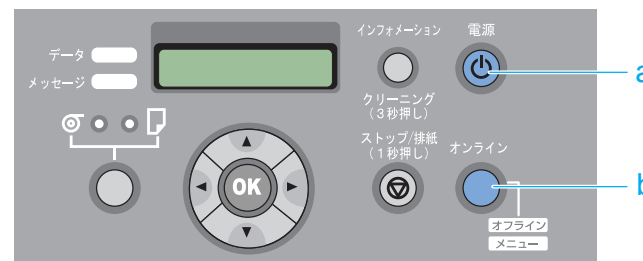 インフォメーション
電源
データ
メッセージ
a
クリーニング
(3秒押し)
ストップ/排紙
(1秒押し)
オンライン
OK
b
オフライン
メニュー